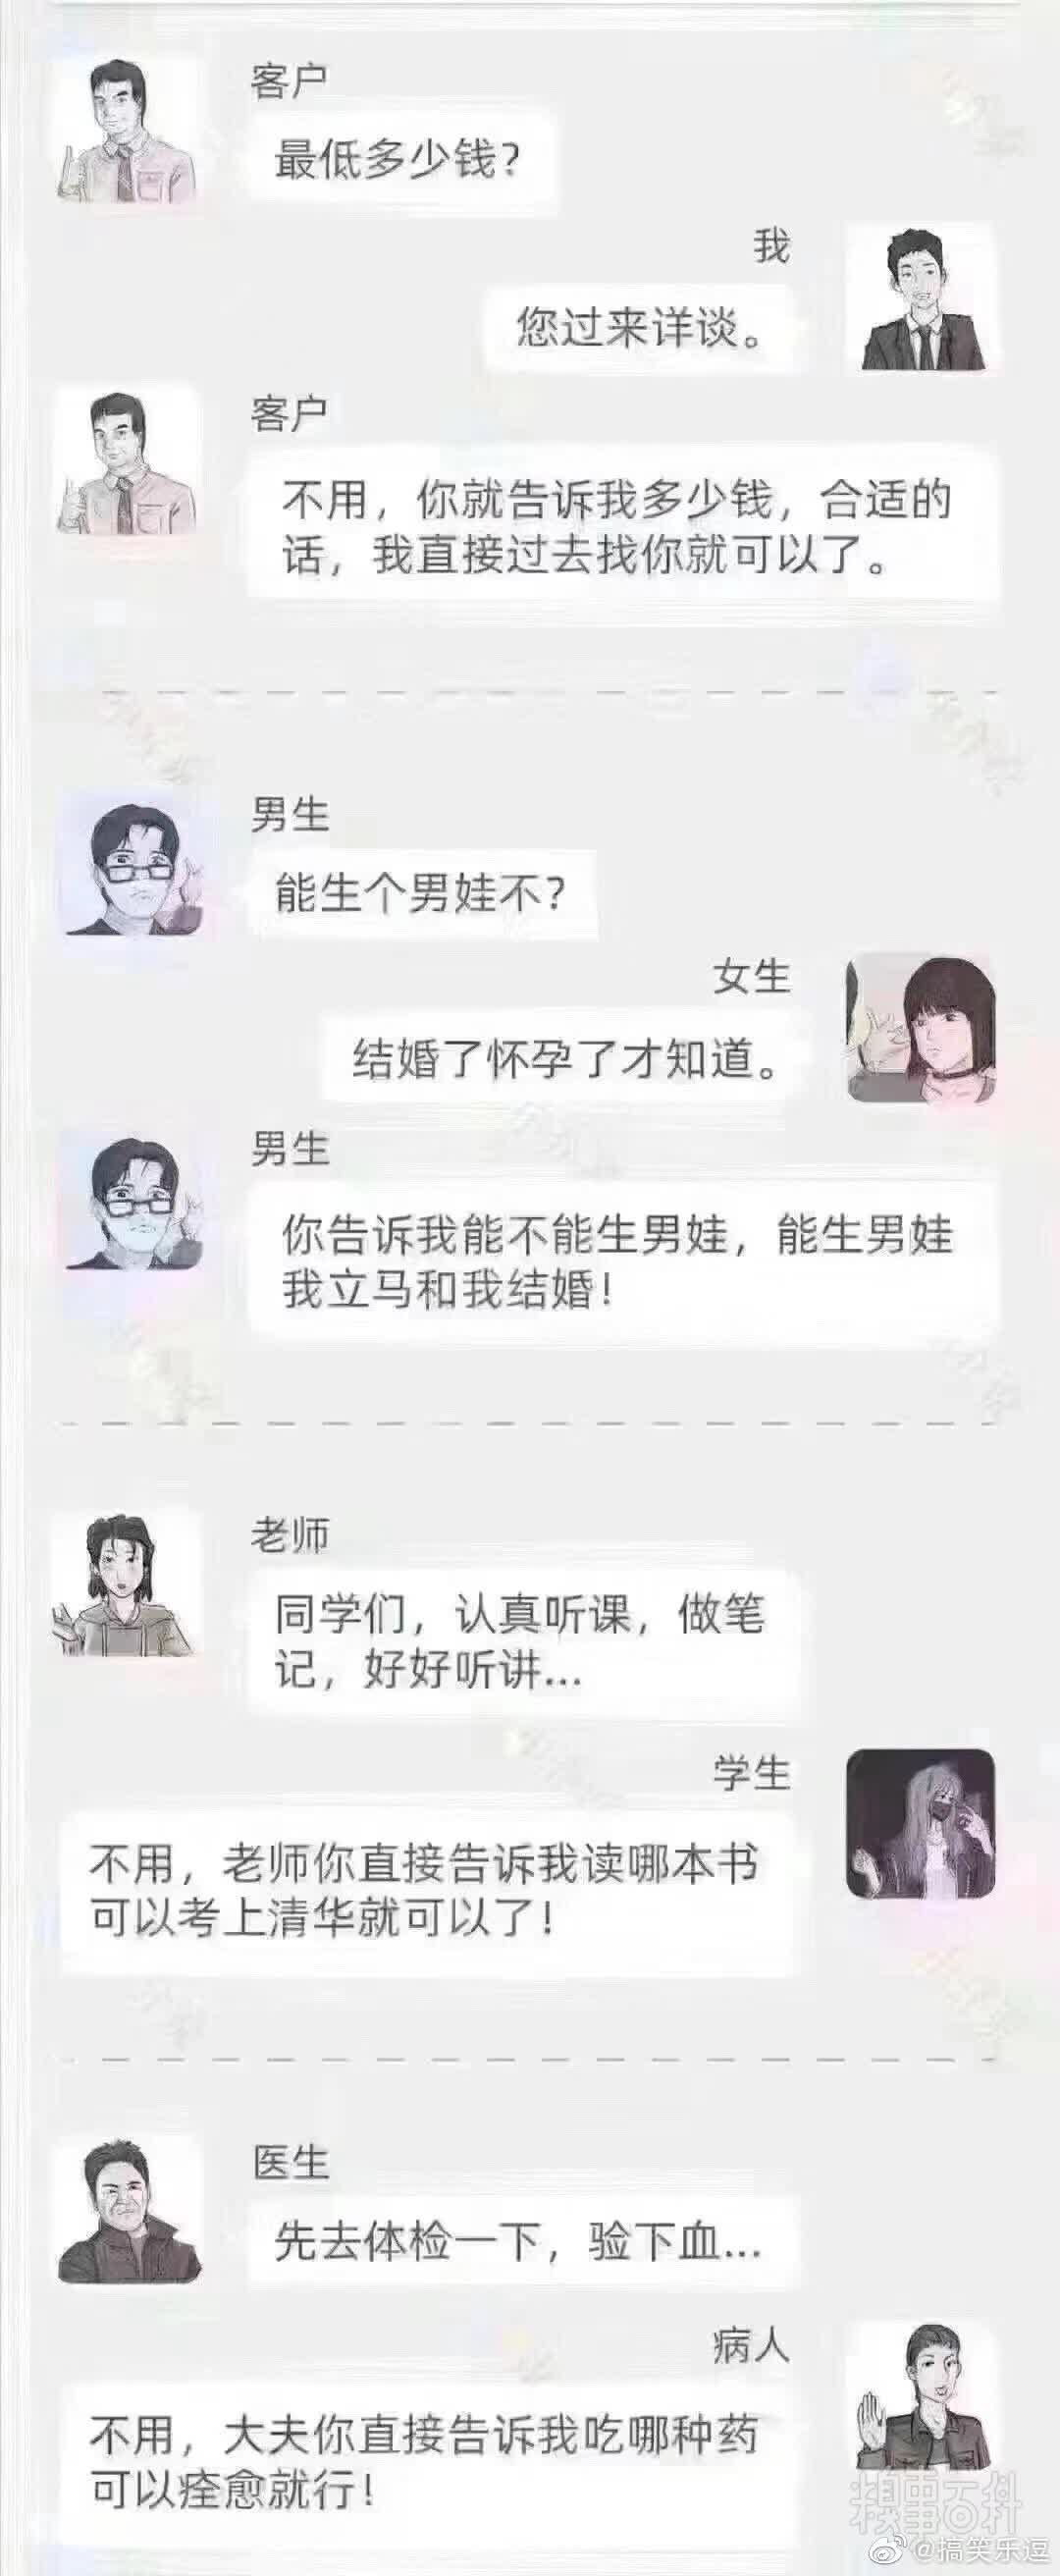 客户
最低多少钱？
我
您过来详谈。
客户
不用，你就告诉我多少钱，合适的
话，我直接过去找你就可以了。
男生
能生个男娃不？
女生
结婚了怀孕了才知道。
男生
你告诉我能不能生男娃，能生男娃
我立马和我结婚！
老师
同学们，认真听课，做笔
记，好好听讲...
学生
不用，老师你直接告诉我读哪本书
可以考上清华就可以了！
医生
先去体检一下，验下血...
病人
不用，大夫你直接告诉我吃哪种药
可以痊愈就行！
糗事百科
@搞笑乐逗